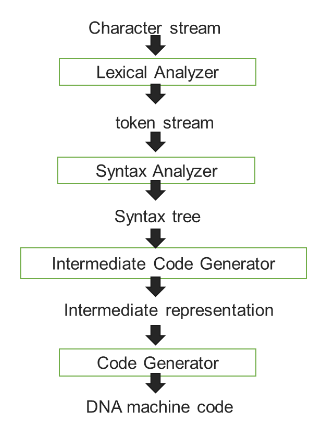 Character stream
Lexical Analyzer
token stream
Syntax Analyzer
Syntax tree
Intermediate Code Generator
Intermediate representation
Code Generator
DNA machine code